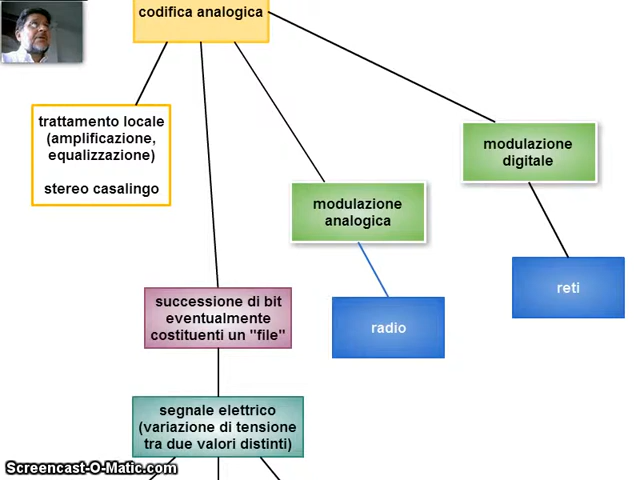 codifica analogica
trattamento locale
(amplificazione,
equalizzazione)
stereo casalingo
modulazione
digitale
modulazione
analogica
reti
successione di bit
eventualmente
costituenti un "file"
radio
segnale elettrico
(variazione di tensione
tra due valori distinti)
Screencast-O-Matic.com